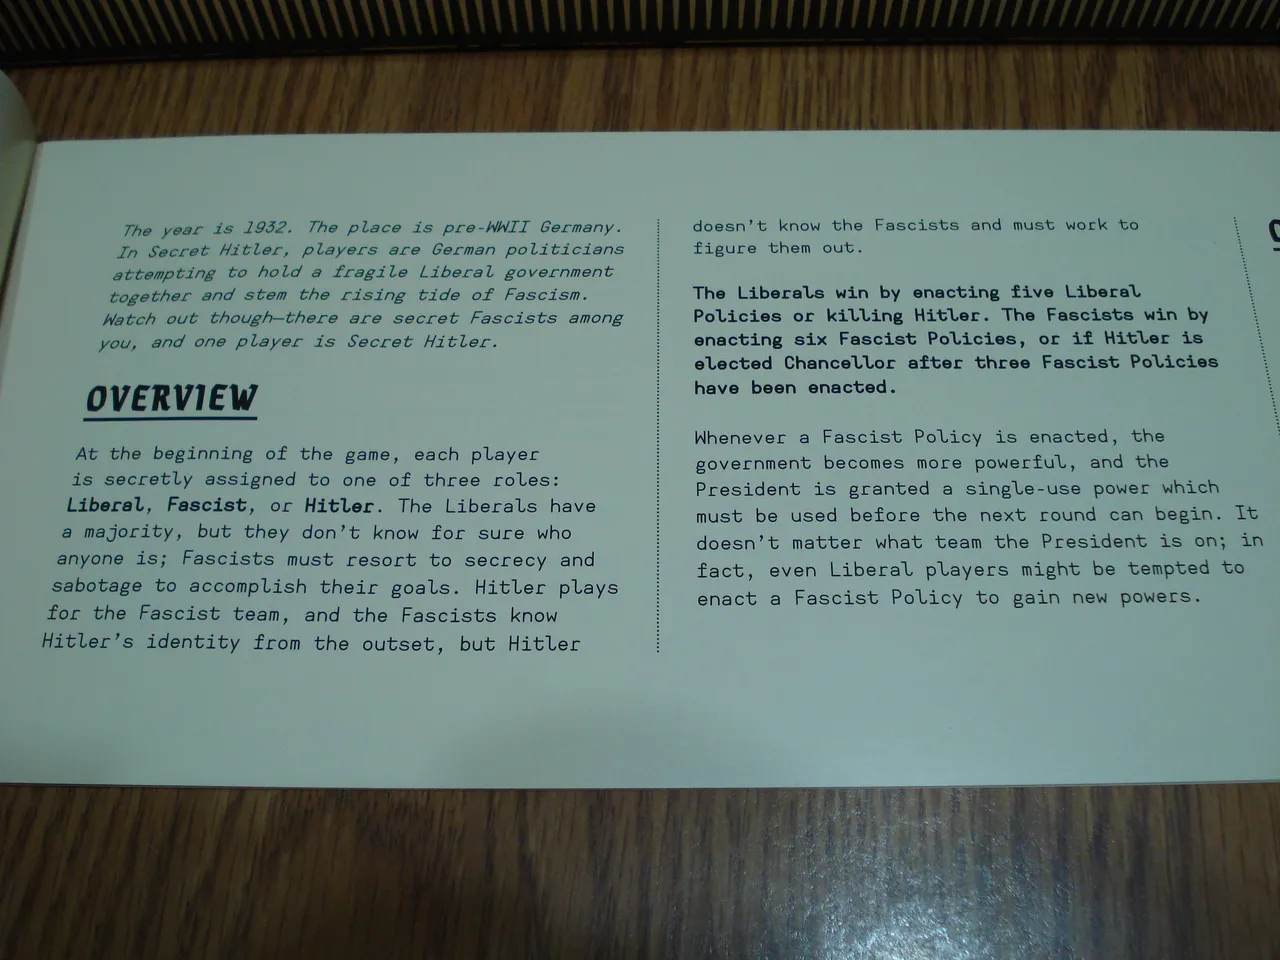 The year is 1932. The place is pre-WWII Germany.
In Secret Hitler, players are German politicians
attempting to hold a fragile Liberal government
together and stem the rising tide of Fascism.
Watch out though—there are secret Fascists among
you, and one player is Secret Hitler.
OVERVIEW
At the beginning of the game, each player
is secretly assigned to one of three roles:
Liberal, Fascist, or Hitler. The Liberals have
a majority, but they don't know for sure who
anyone is; Fascists must resort to secrecy and
sabotage to accomplish their goals. Hitler plays
for the Fascist team, and the Fascists know
Hitler's identity from the outset, but Hitler
doesn't know the Fascists and must work to
figure them out.
The Liberals win by enacting five Liberal
Policies or killing Hitler. The Fascists win by
enacting six Fascist Policies, or if Hitler is
elected Chancellor after three Fascist Policies
have been enacted.
Whenever a Fascist Policy is enacted, the
government becomes more powerful, and the
President is granted a single-use power which
must be used before the next round can begin. It
doesn't matter what team the President is on; in
fact, even Liberal players might be tempted to
enact a Fascist Policy to gain new powers.